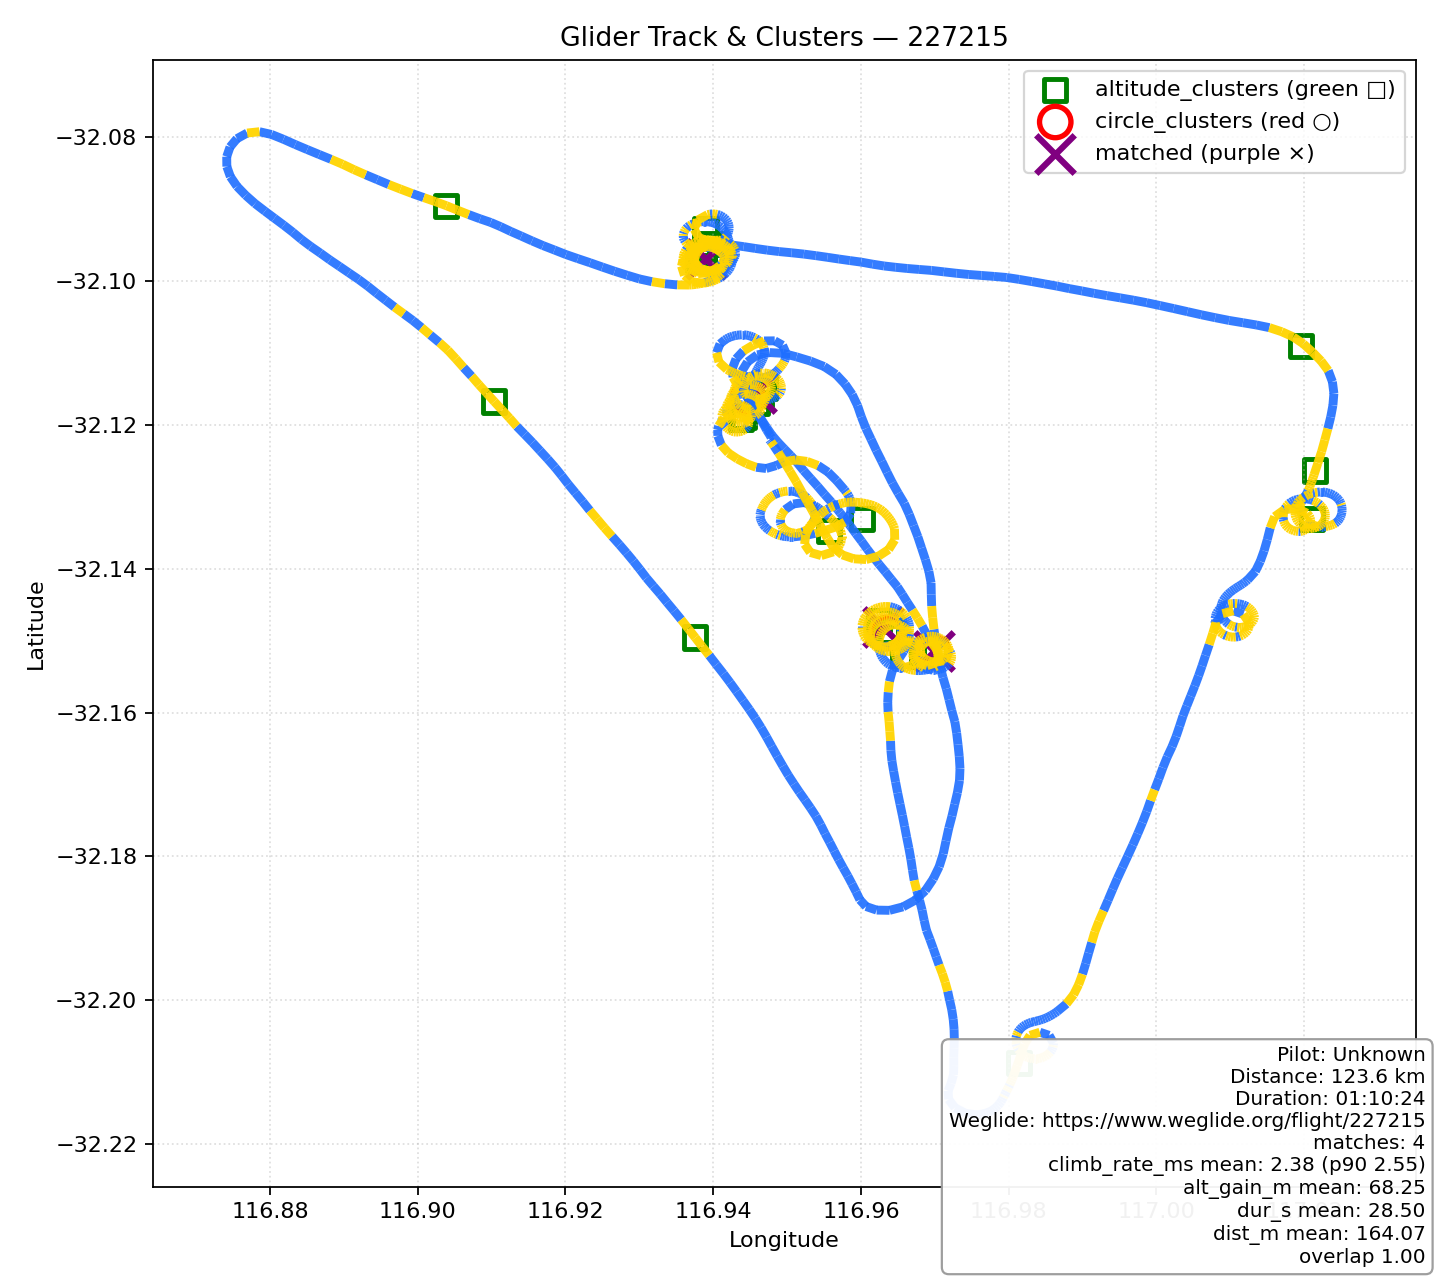 Glider Track & Clusters — 227215
altitude_clusters (green □)
circle_clusters (red ○)
matched (purple ×)
Latitude
−32.08
−32.10
−32.12
−32.14
−32.16
−32.18
−32.20
−32.22
116.88
116.90
116.92
116.94
116.96
116.98
117.00
Longitude
Pilot: Unknown
Distance: 123.6 km
Duration: 01:10:24
Weglide: https://www.weglide.org/flight/227215
matches: 4
climb_rate_ms mean: 2.38 (p90 2.55)
alt_gain_m mean: 68.25
dur_s mean: 28.50
dist_m mean: 164.07
overlap 1.00